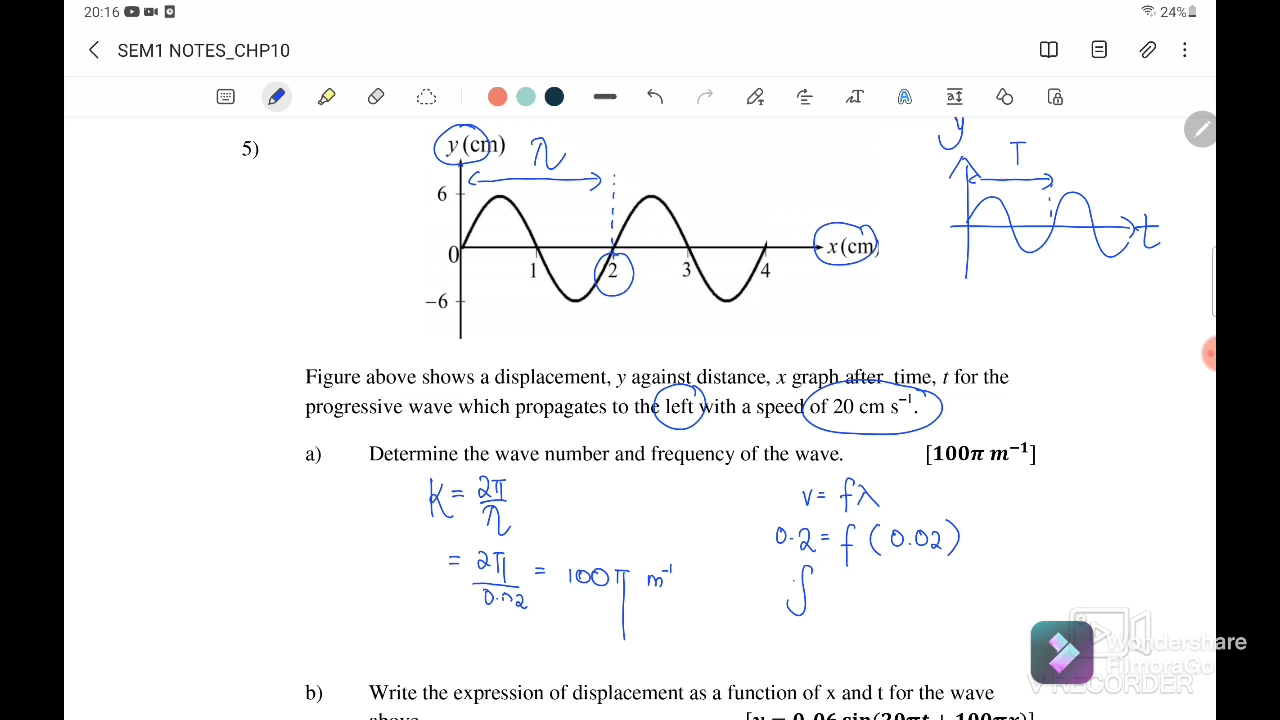 20:16 24%
SEM1 NOTES_CHP10
5)
y (cm) λ
y T t
6
0 1 2 3 4 x (cm)
−6
Figure above shows a displacement, y against distance, x graph after time, t for the
progressive wave which propagates to the left with a speed of 20 cm s⁻¹.
a) Determine the wave number and frequency of the wave. [100π m⁻¹]
K = 2π/λ
= 2π/0.02 = 100π m⁻¹
v = fλ
0.2 = f (0.02)
f
Wondershare
FilmoraGo
V RECORDER
b) Write the expression of displacement as a function of x and t for the wave
above. [y = 0.06 sin(20πt + 100πx)]